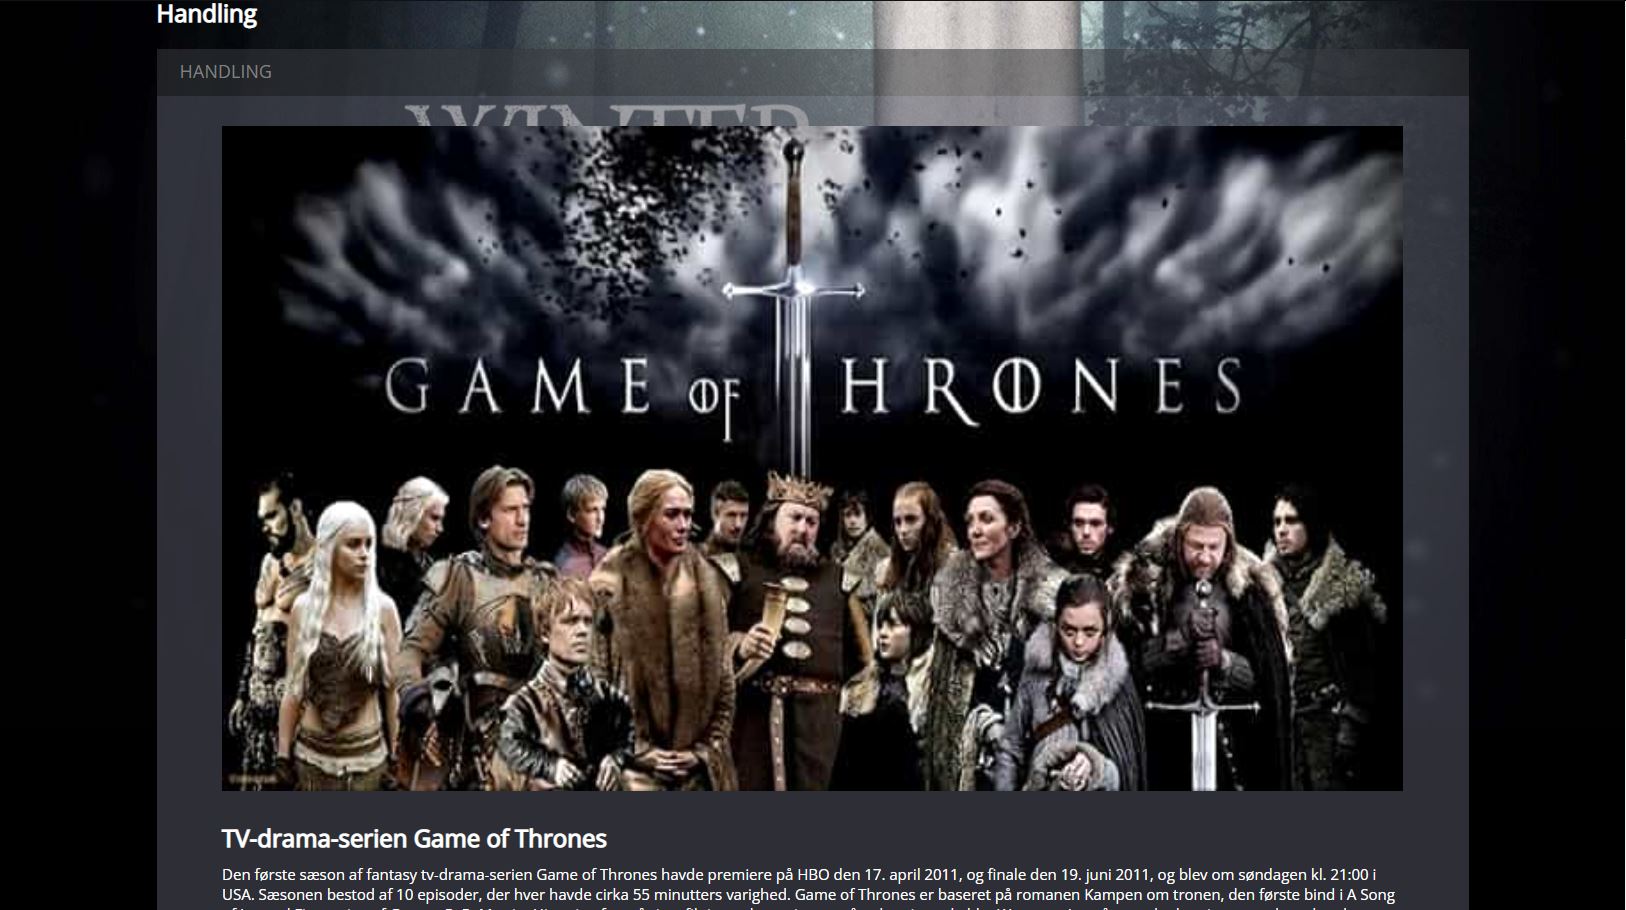 Handling
HANDLING
WINTER
GAME OF THRONES
TV-drama-serien Game of Thrones
Den første sæson af fantasy tv-drama-serien Game of Thrones havde premiere på HBO den 17. april 2011, og finale den 19. juni 2011, og blev om søndagen kl. 21:00 i
USA. Sæsonen bestod af 10 episoder, der hver havde cirka 55 minutters varighed. Game of Thrones er baseret på romanen Kampen om tronen, den første bind i A Song